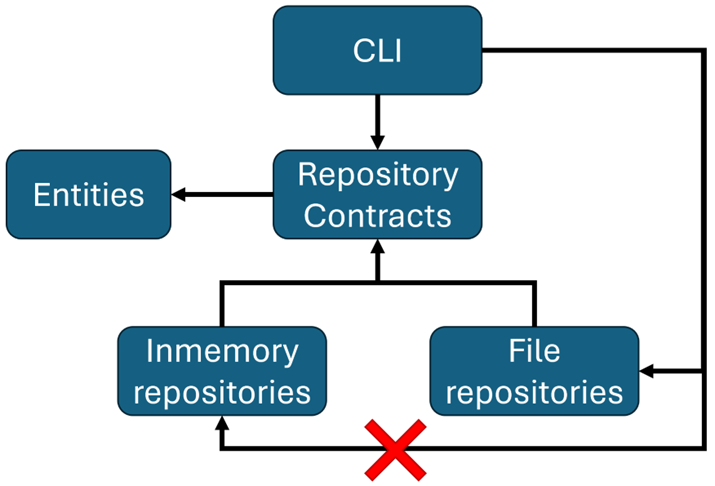 CLI
Entities
Repository
Contracts
Inmemory
repositories
File
repositories